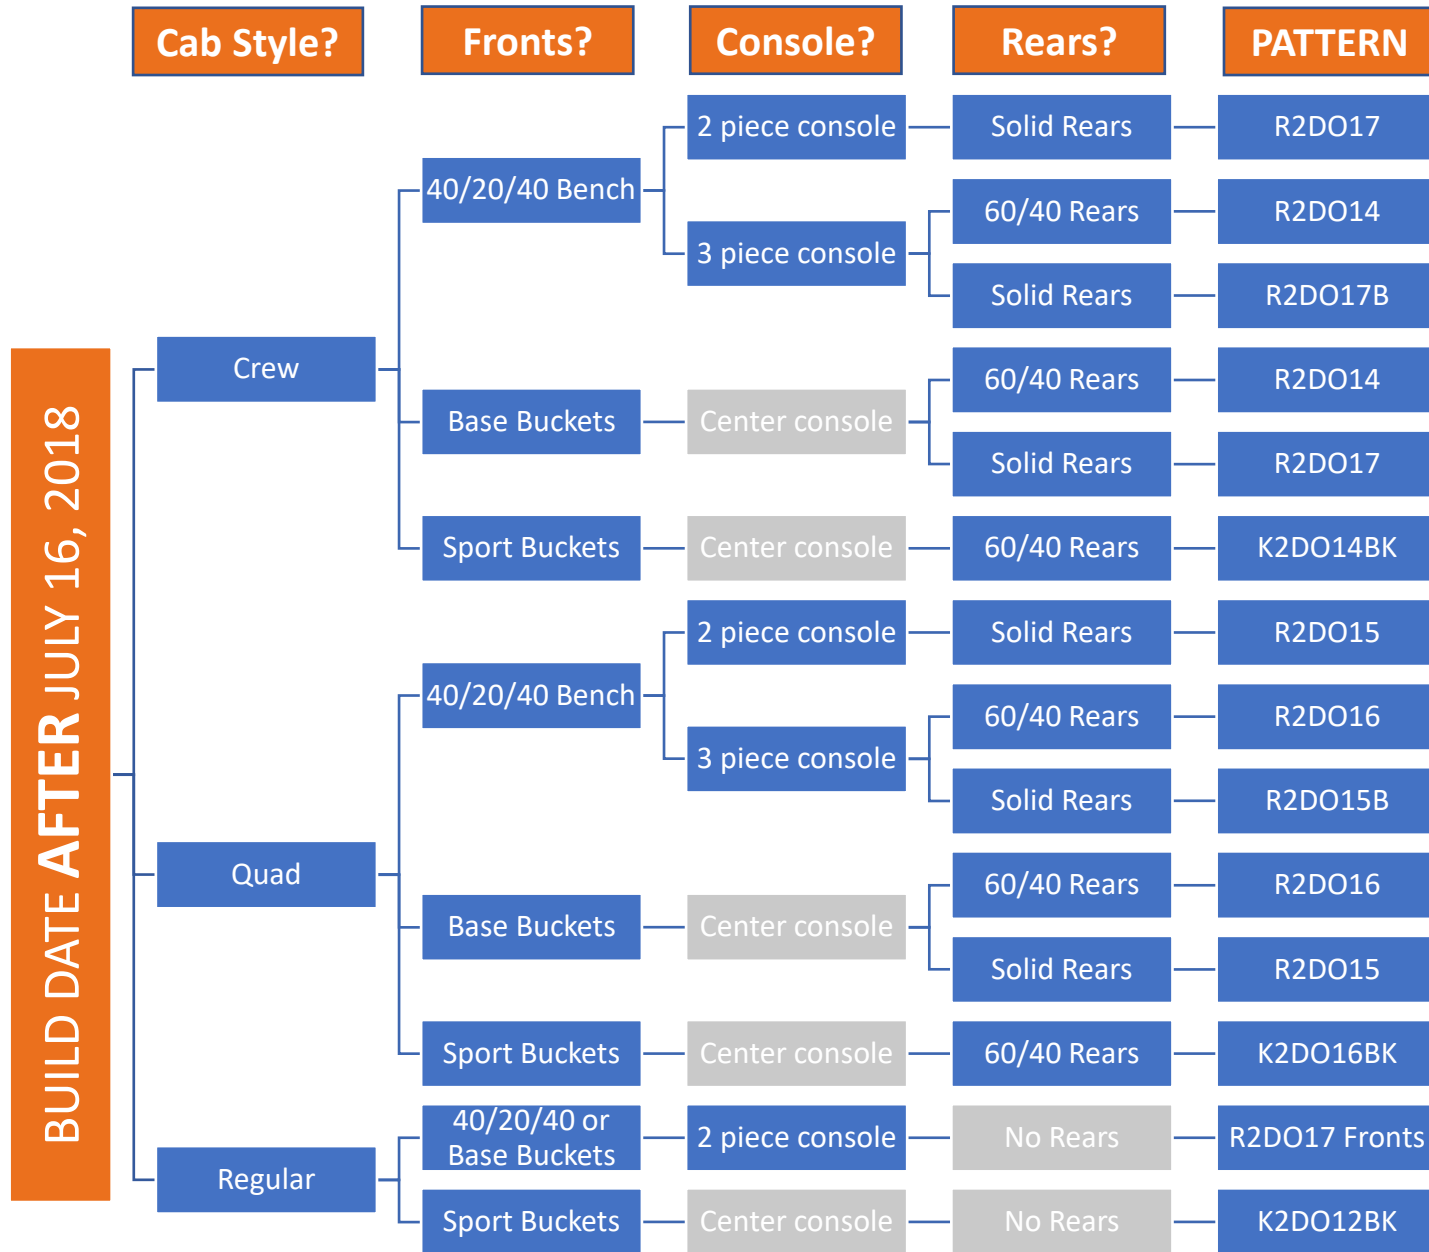 Cab Style?
Fronts?
Console?
Rears?
PATTERN
BUILD DATE AFTER JULY 16, 2018
Crew
40/20/40 Bench
2 piece console
Solid Rears
R2DO17
3 piece console
60/40 Rears
R2DO14
Solid Rears
R2DO17B
Base Buckets
Center console
60/40 Rears
R2DO14
Solid Rears
R2DO17
Sport Buckets
Center console
60/40 Rears
K2DO14BK
Quad
40/20/40 Bench
2 piece console
Solid Rears
R2DO15
3 piece console
60/40 Rears
R2DO16
Solid Rears
R2DO15B
Base Buckets
Center console
60/40 Rears
R2DO16
Solid Rears
R2DO15
Sport Buckets
Center console
60/40 Rears
K2DO16BK
Regular
40/20/40 or
Base Buckets
2 piece console
No Rears
R2DO17 Fronts
Sport Buckets
Center console
No Rears
K2DO12BK